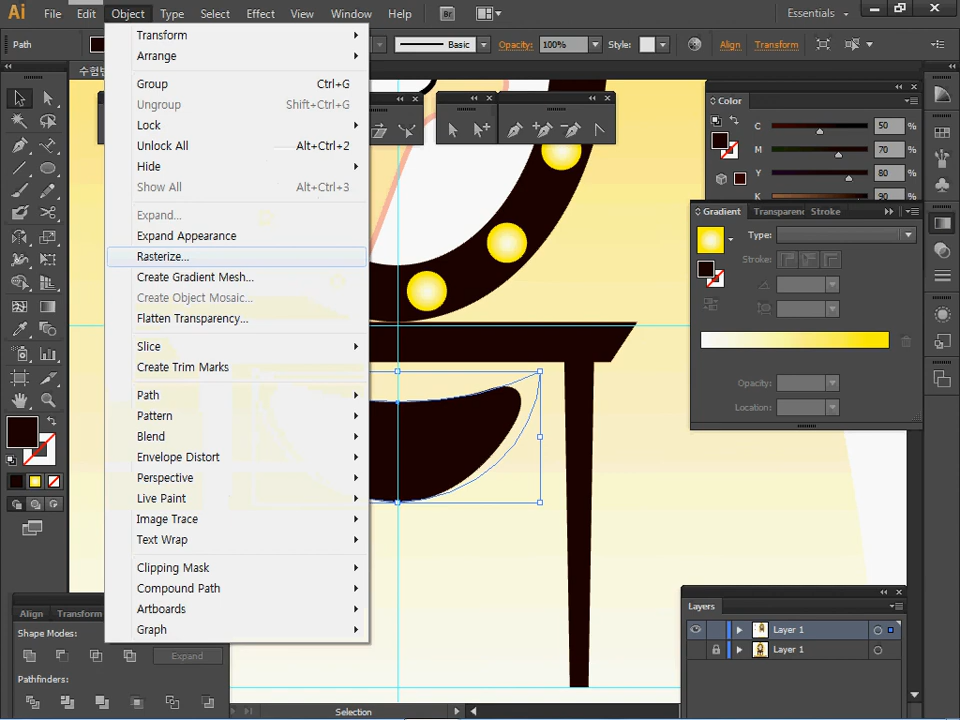 Ai File Edit Object Type Select Effect View Window Help Br Essentials
Path Basic Opacity: 100% Style: Align Transform
Transform
Arrange
Group Ctrl+G
Ungroup Shift+Ctrl+G
Lock
Unlock All Alt+Ctrl+2
Hide
Show All Alt+Ctrl+3
Expand...
Expand Appearance
Rasterize...
Create Gradient Mesh...
Create Object Mosaic...
Flatten Transparency...
Slice
Create Trim Marks
Path
Pattern
Blend
Envelope Distort
Perspective
Live Paint
Image Trace
Text Wrap
Clipping Mask
Compound Path
Artboards
Graph
Color
C 50 %
M 70 %
Y 80 %
K 90 %
Gradient Transparenc Stroke
Type:
Stroke:
Opacity:
Location:
Layers
Layer 1
Layer 1
Align Transform
Shape Modes:
Expand
Pathfinders:
Selection